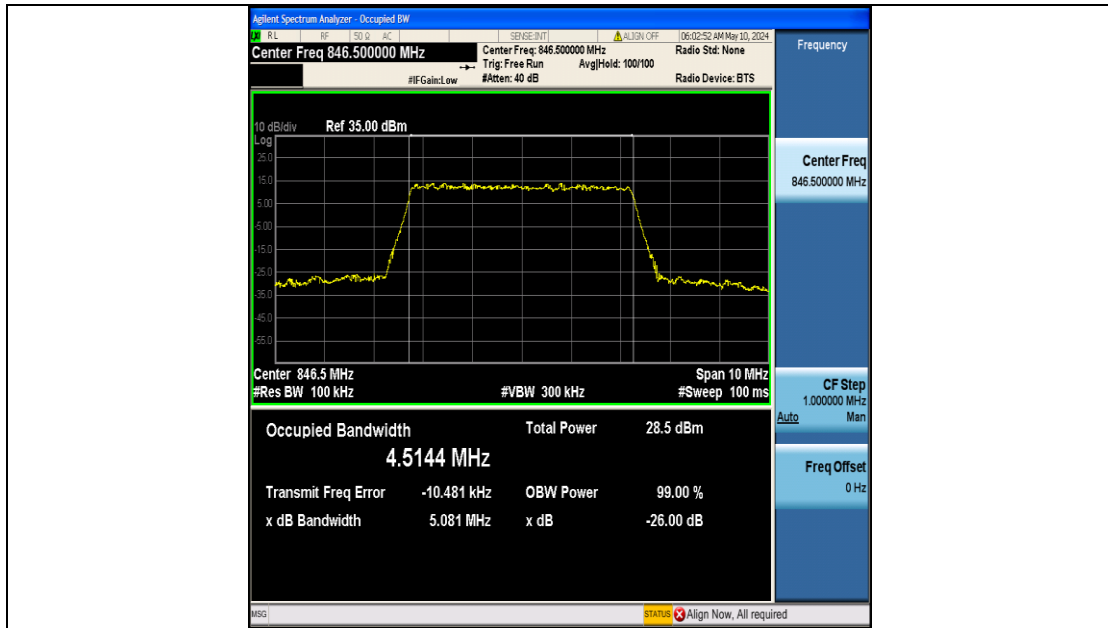 Agilent Spectrum Analyzer - Occupied BW
RL RF 50 Ω AC SENSE:INT ALIGN OFF 06:02:52 AM May 10, 2024
Center Freq 846.500000 MHz
Center Freq: 846.500000 MHz Radio Std: None
Trig: Free Run Avg|Hold: 100/100
#IFGain:Low #Atten: 40 dB Radio Device: BTS
10 dB/div Ref 35.00 dBm
Log
25.0
15.0
5.00
-5.00
-15.0
-25.0
-35.0
-45.0
-55.0
Center 846.5 MHz Span 10 MHz
#Res BW 100 kHz #VBW 300 kHz #Sweep 100 ms
Occupied Bandwidth Total Power 28.5 dBm
4.5144 MHz
Transmit Freq Error -10.481 kHz OBW Power 99.00 %
x dB Bandwidth 5.081 MHz x dB -26.00 dB
Frequency
Center Freq
846.500000 MHz
CF Step
1.000000 MHz
Auto Man
Freq Offset
0 Hz
MSG STATUS Align Now, All required